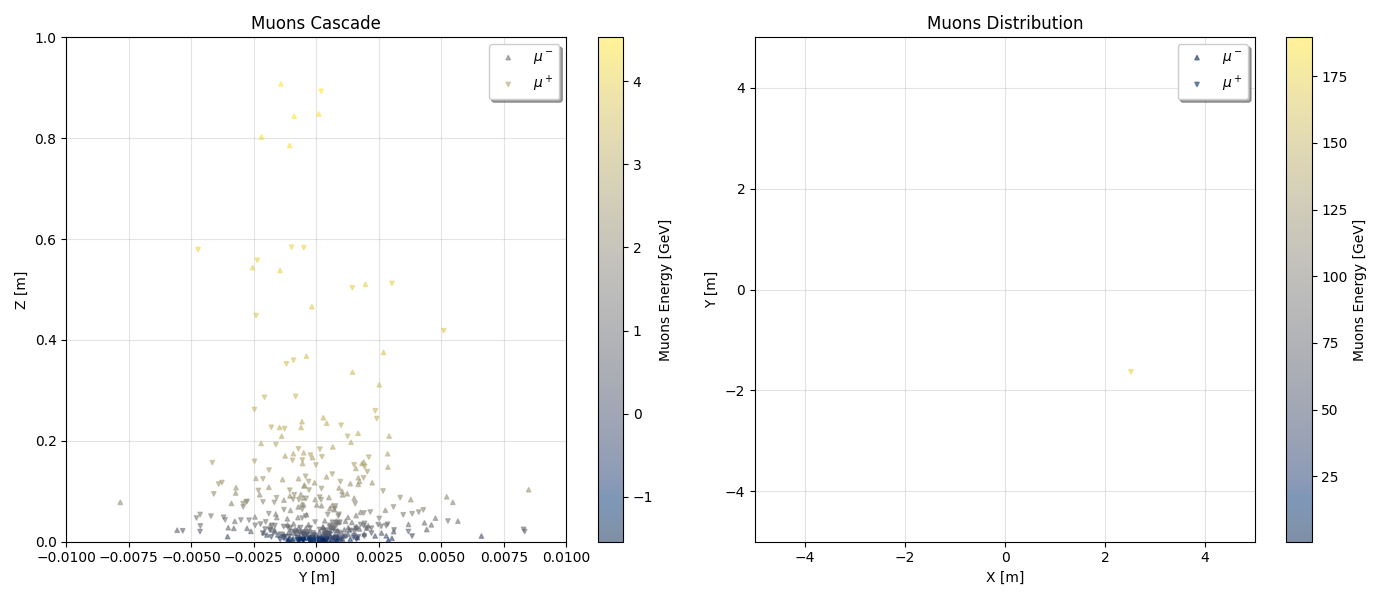 Muons Cascade
1.0
0.8
0.6
0.4
0.2
0.0
Z [m]
−0.0100 −0.0075 −0.0050 −0.0025 0.0000 0.0025 0.0050 0.0075 0.0100
Y [m]
μ−
μ+
4
3
2
1
0
−1
Muons Energy [GeV]
Muons Distribution
4
2
0
−2
−4
Y [m]
−4 −2 0 2 4
X [m]
μ−
μ+
175
150
125
100
75
50
25
Muons Energy [GeV]